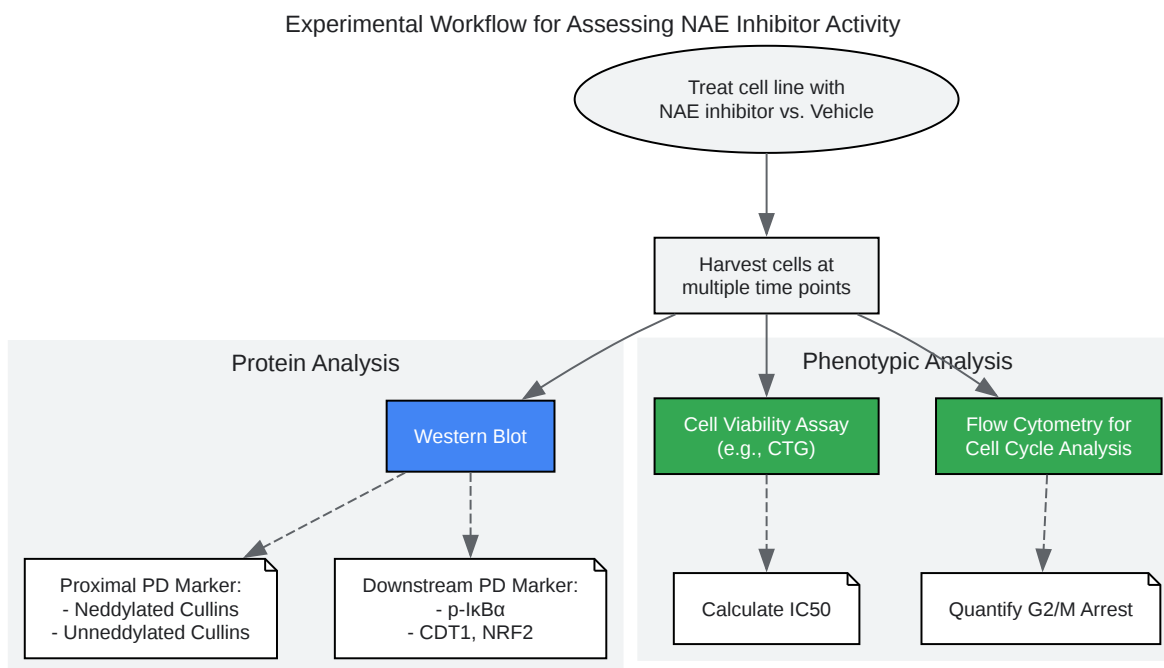 Experimental Workflow for Assessing NAE Inhibitor Activity
Treat cell line with
NAE inhibitor vs. Vehicle
Harvest cells at
multiple time points
Protein Analysis
Phenotypic Analysis
Western Blot
Cell Viability Assay
(e.g., CTG)
Flow Cytometry for
Cell Cycle Analysis
Proximal PD Marker:
- Neddylated Cullins
- Unneddylated Cullins
Downstream PD Marker:
- p-IκBα
- CDT1, NRF2
Calculate IC50
Quantify G2/M Arrest